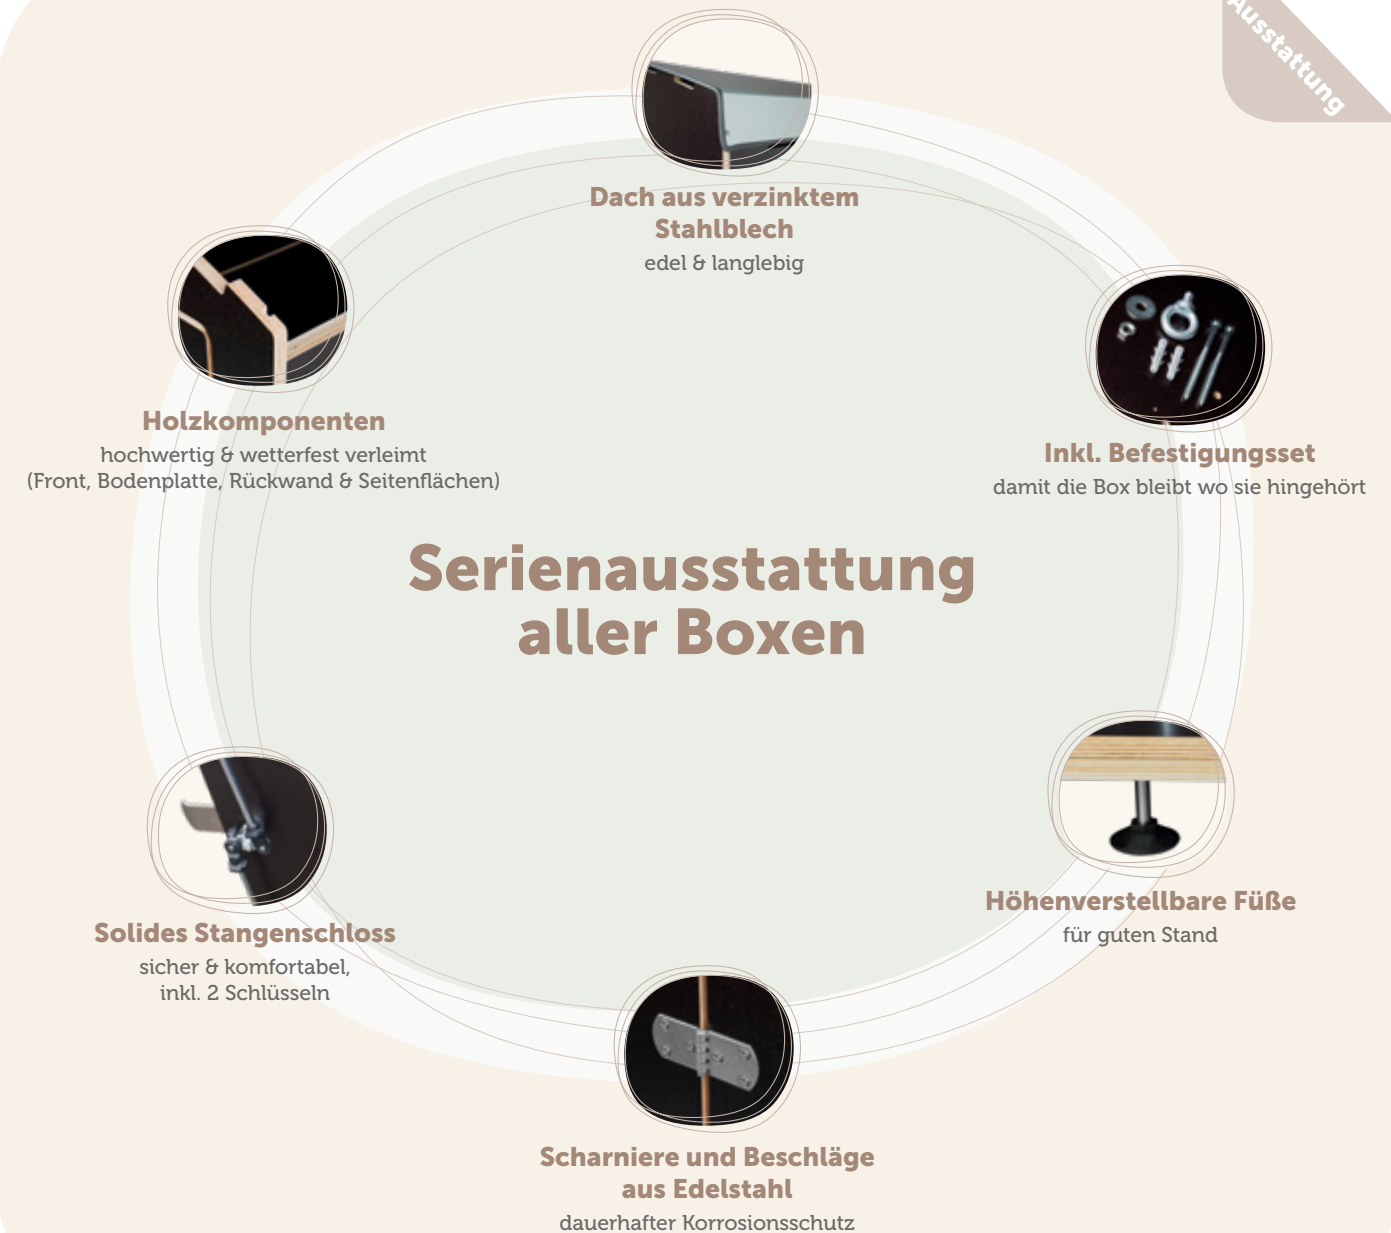 Ausstattung
Dach aus verzinktem
Stahlblech
edel & langlebig
Holzkomponenten
hochwertig & wetterfest verleimt
(Front, Bodenplatte, Rückwand & Seitenflächen)
Inkl. Befestigungsset
damit die Box bleibt wo sie hingehört
Serienausstattung
aller Boxen
Höhenverstellbare Füße
für guten Stand
Solides Stangenschloss
sicher & komfortabel,
inkl. 2 Schlüsseln
Scharniere und Beschläge
aus Edelstahl
dauerhafter Korrosionsschutz